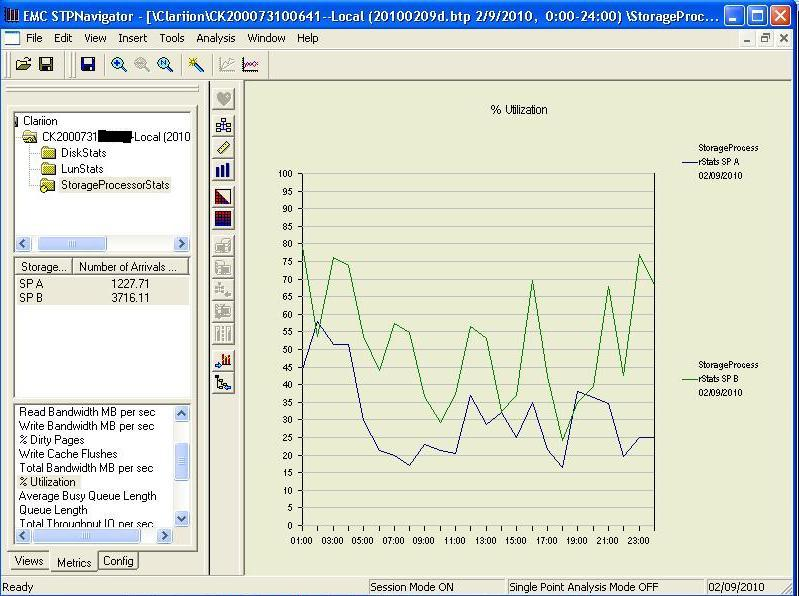 EMC STPNavigator - [\Clariion\CK200073100641--Local (20100209d.btp 2/9/2010, 0:00-24:00) \StorageProc...
File Edit View Insert Tools Analysis Window Help
% Utilization
Clariion
CK2000731 -Local (2010
DiskStats
LunStats
StorageProcessorStats
StorageProcess
rStats SP A
02/09/2010
Storage... Number of Arrivals ...
SP A 1227.71
SP B 3716.11
100
95
90
85
80
75
70
65
60
55
50
45
40
35
30
25
20
15
10
5
0
01:00 03:00 05:00 07:00 09:00 11:00 13:00 15:00 17:00 19:00 21:00 23:00
StorageProcess
rStats SP B
02/09/2010
Read Bandwidth MB per sec
Write Bandwidth MB per sec
% Dirty Pages
Write Cache Flushes
Total Bandwidth MB per sec
% Utilization
Average Busy Queue Length
Queue Length
Total Throughput IO per sec
Views Metrics Config
Ready Session Mode ON Single Point Analysis Mode OFF 02/09/2010